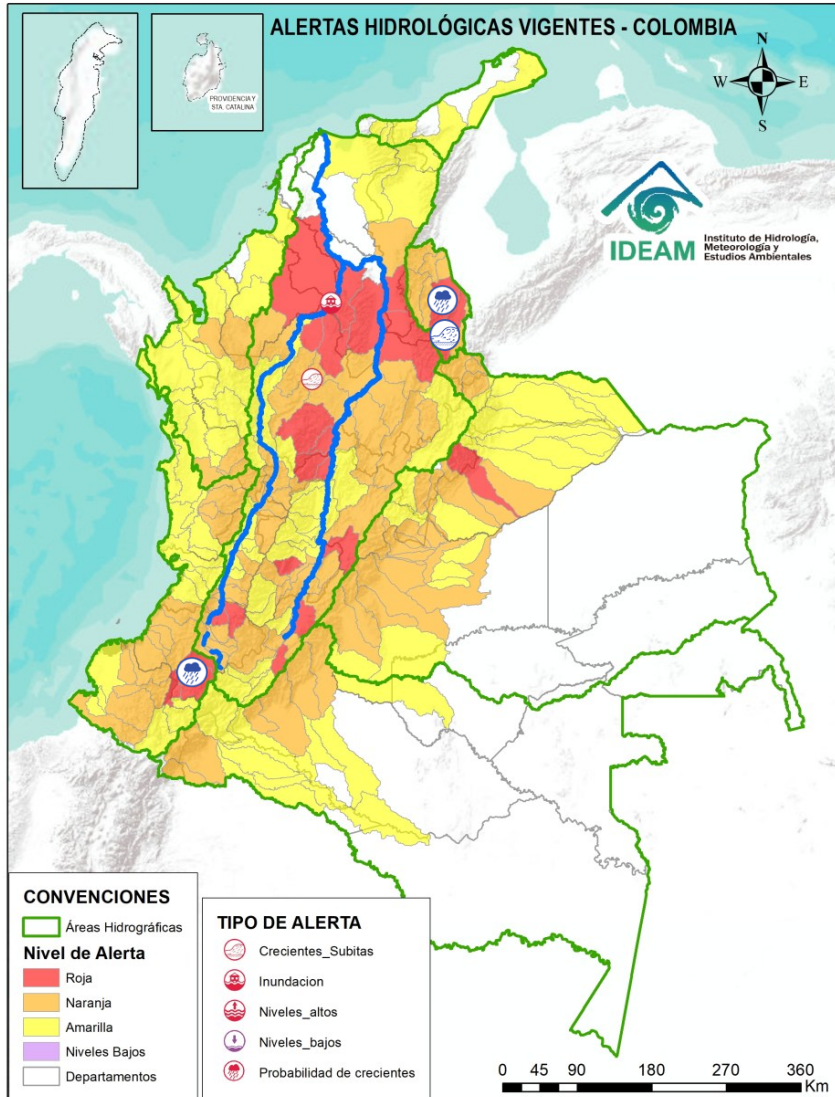 ALERTAS HIDROLÓGICAS VIGENTES - COLOMBIA
PROVIDENCIA Y
STA. CATALINA
N
W
E
S
IDEAM
Instituto de Hidrología,
Meteorología y
Estudios Ambientales
CONVENCIONES
Áreas Hidrográficas
Nivel de Alerta
Roja
Naranja
Amarilla
Niveles Bajos
Departamentos
TIPO DE ALERTA
Crecientes_Subitas
Inundacion
Niveles_altos
Niveles_bajos
Probabilidad de crecientes
0 45 90 180 270 360
Km